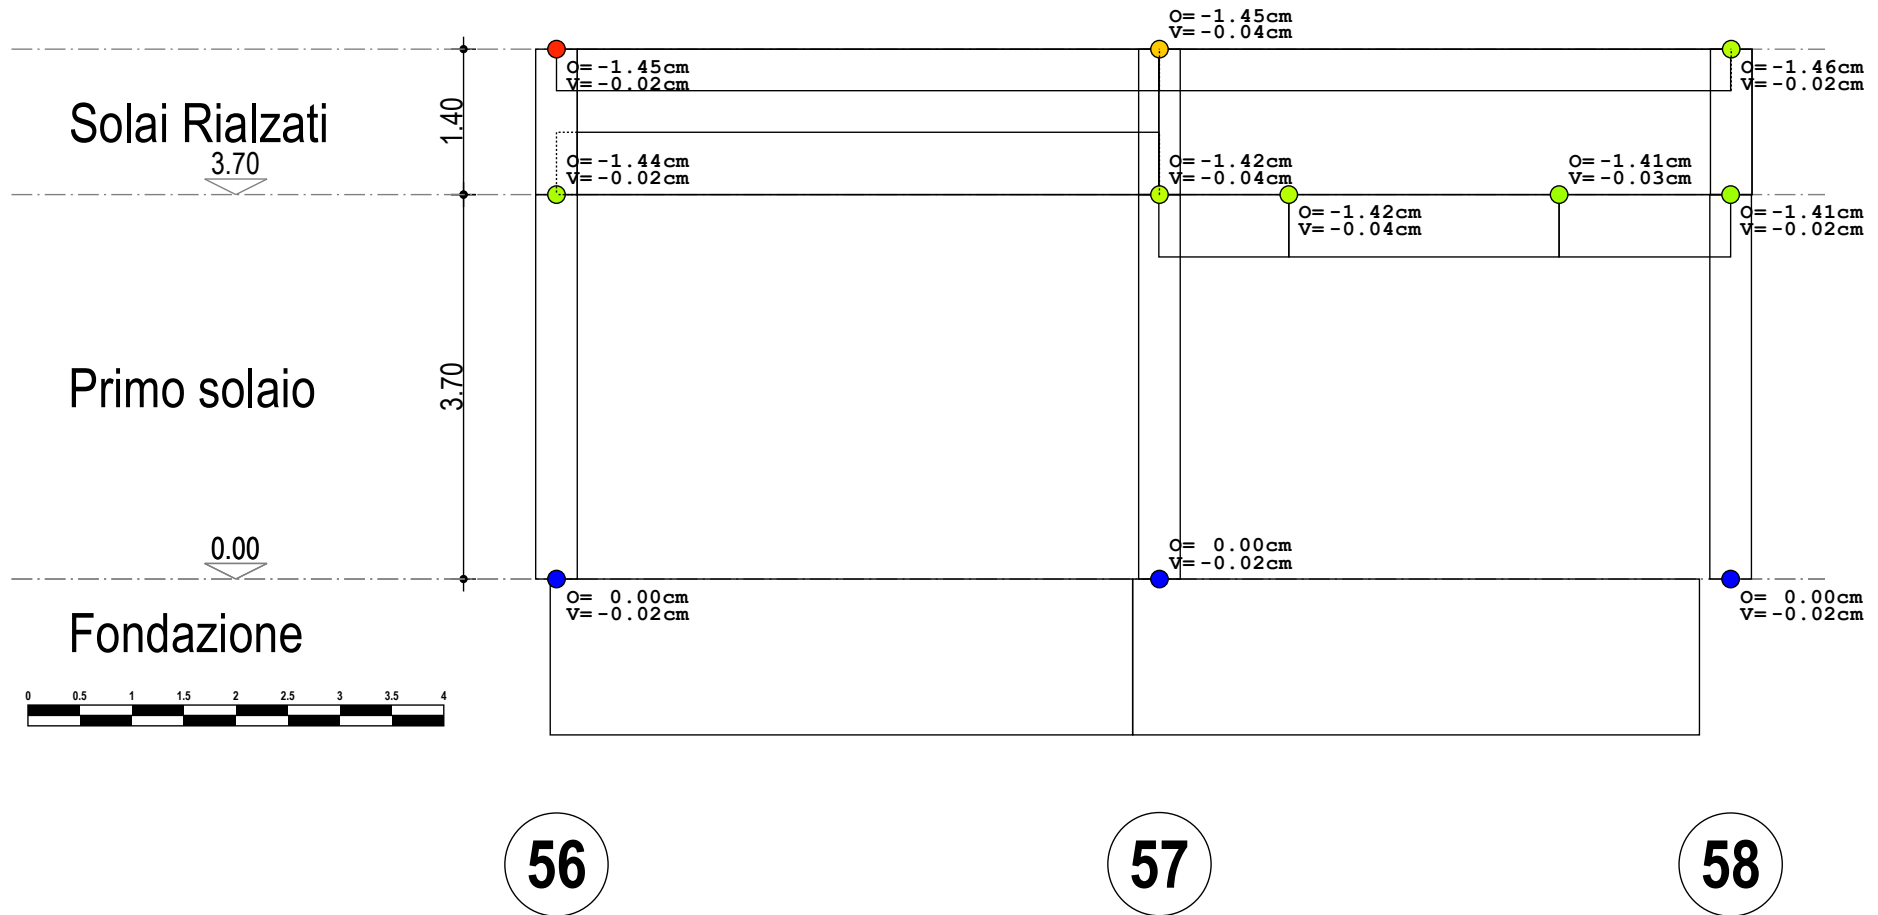 O= -1.45cm
V= -0.04cm
O= -1.45cm
V= -0.02cm
O= -1.46cm
V= -0.02cm
Solai Rialzati
1.40
3.70
O= -1.44cm
V= -0.02cm
O= -1.42cm
V= -0.04cm
O= -1.41cm
V= -0.03cm
O= -1.42cm
V= -0.04cm
O= -1.41cm
V= -0.02cm
Primo solaio
3.70
0.00
O= 0.00cm
V= -0.02cm
O= 0.00cm
V= -0.02cm
O= 0.00cm
V= -0.02cm
Fondazione
0 0.5 1 1.5 2 2.5 3 3.5 4
56 57 58